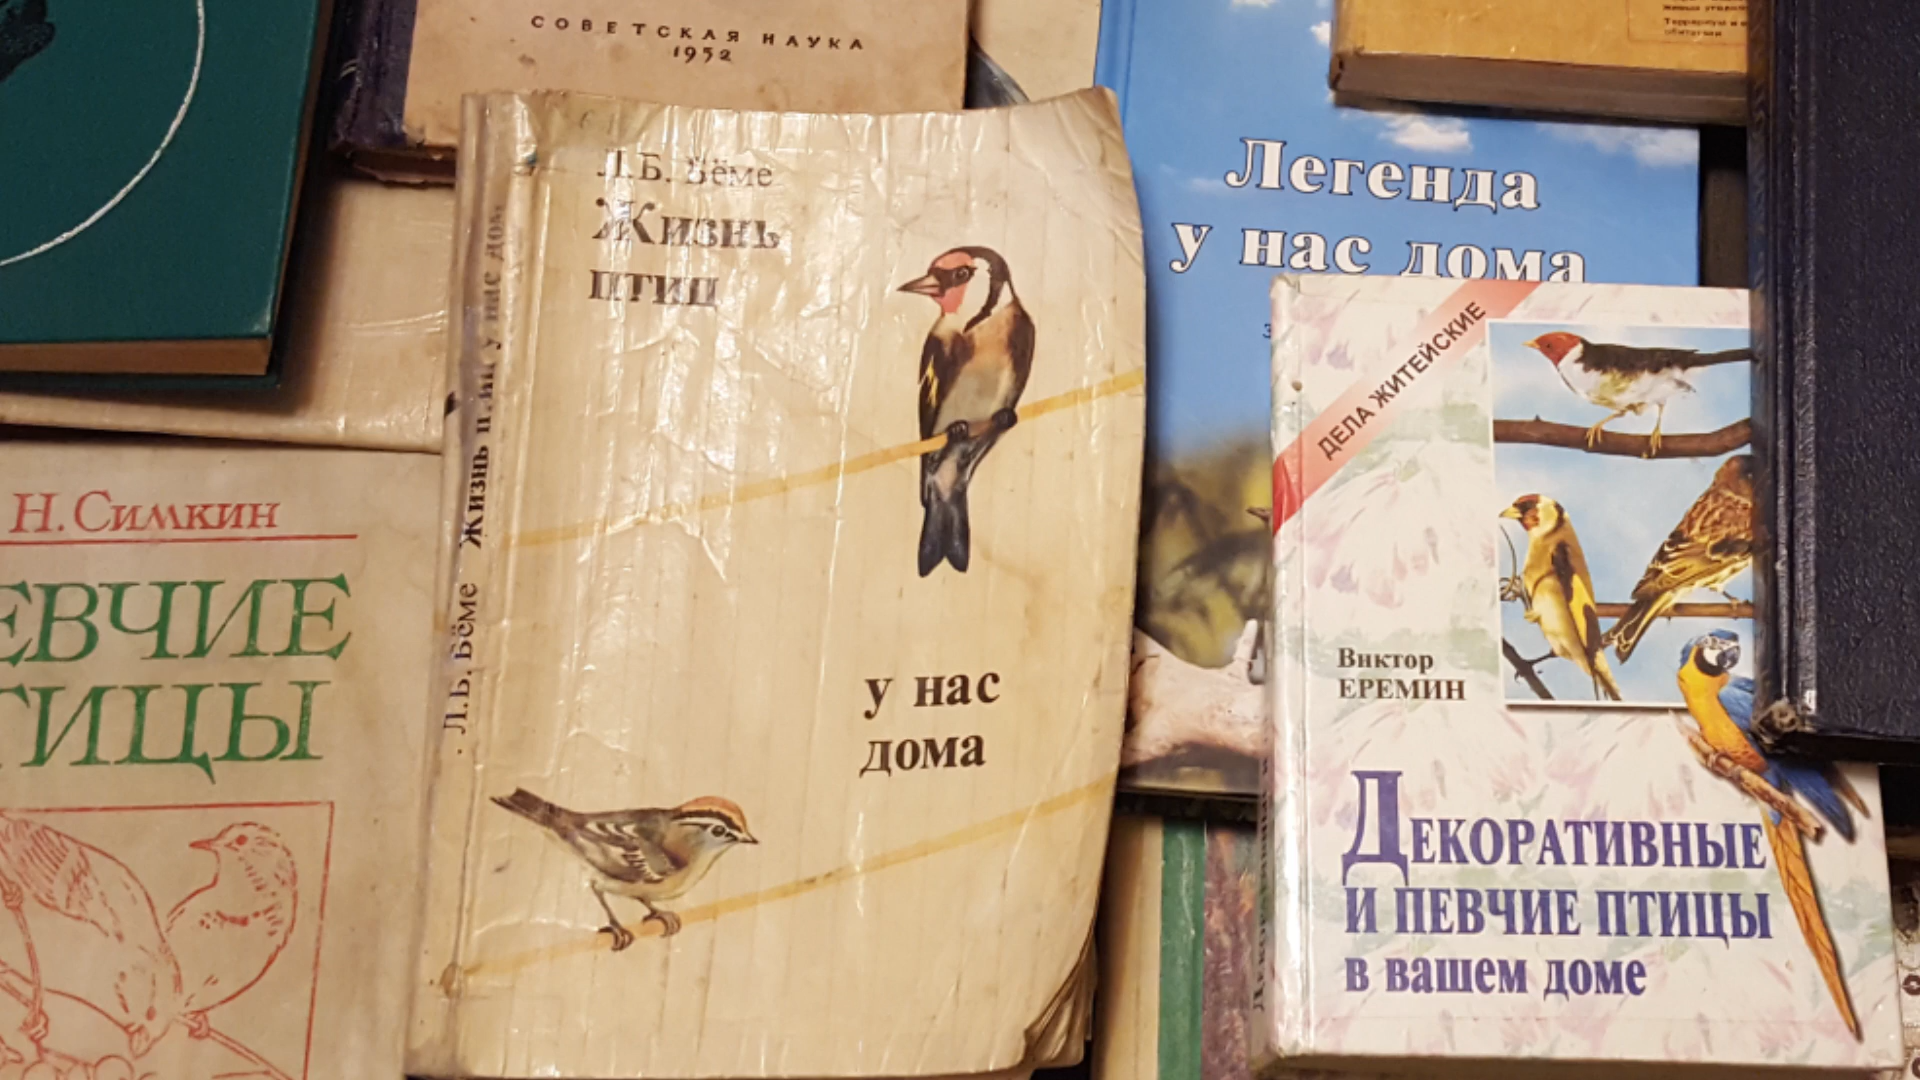 СОВЕТСКАЯ НАУКА
1952
Л.Б. Бёме
Жизнь
птиц
у нас
дома
Л.Б. Бёме Жизнь птиц у нас дома
Легенда
у нас дома
ДЕЛА ЖИТЕЙСКИЕ
Виктор
ЕРЕМИН
ДЕКОРАТИВНЫЕ
И ПЕВЧИЕ ПТИЦЫ
в вашем доме
Н. Симкин
ЕВЧИЕ
ТИЦЫ